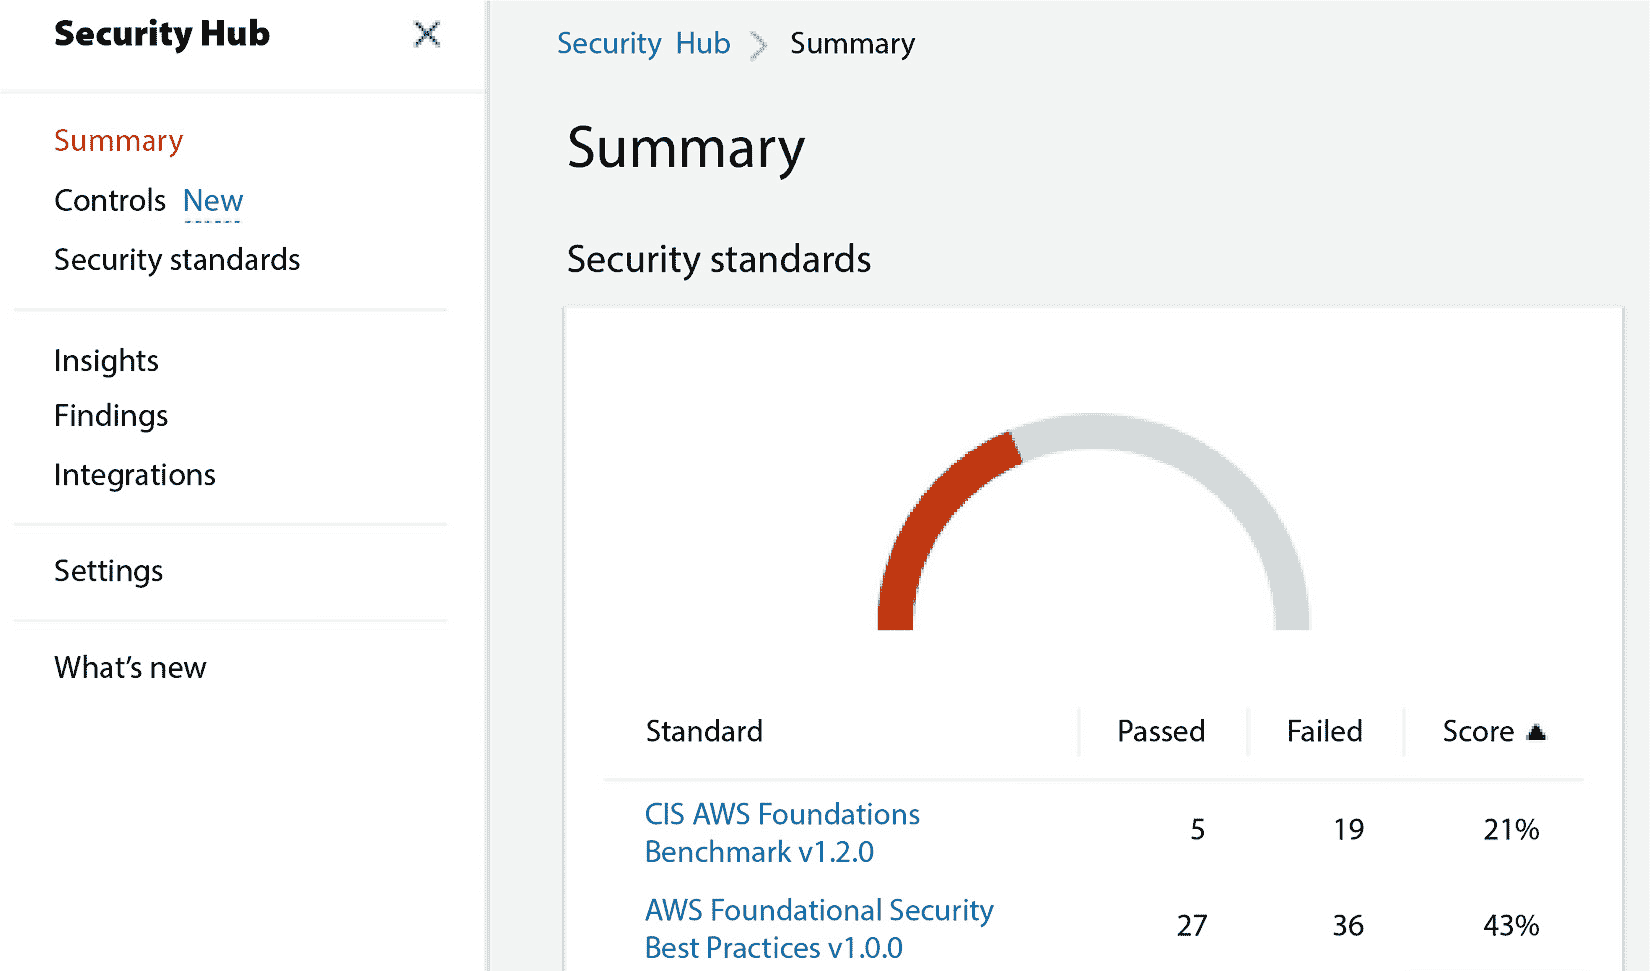 Security Hub
Summary
Controls New
Security standards
Insights
Findings
Integrations
Settings
What's new
Security Hub > Summary
Summary
Security standards
Standard Passed Failed Score ▲
CIS AWS Foundations
Benchmark v1.2.0 5 19 21%
AWS Foundational Security
Best Practices v1.0.0 27 36 43%